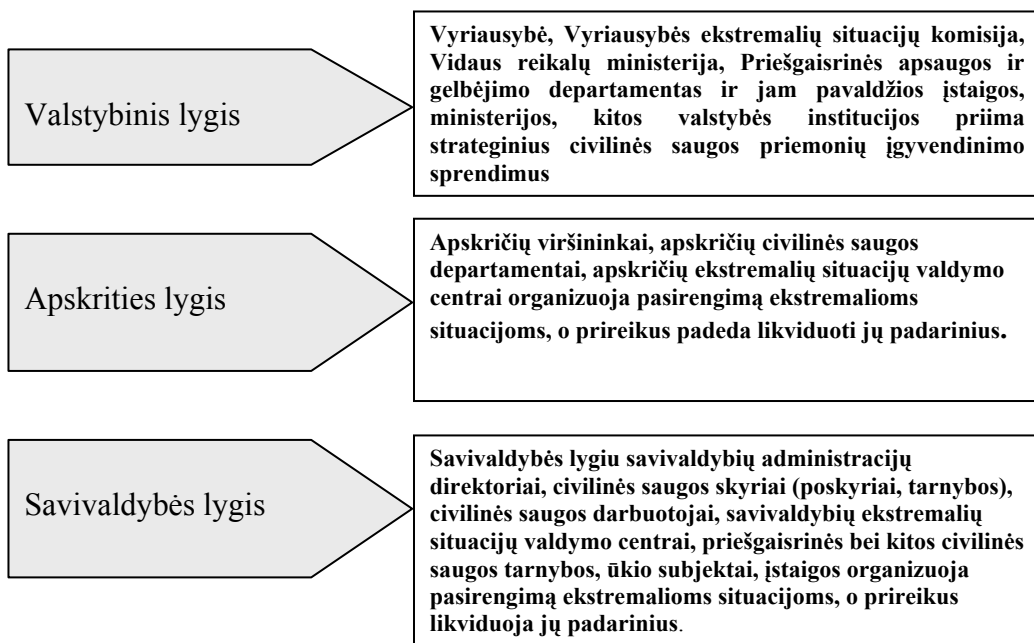 Valstybinis lygis
Vyriausybė, Vyriausybės ekstremalių situacijų komisija,
Vidaus reikalų ministerija, Priešgaisrinės apsaugos ir
gelbėjimo departamentas ir jam pavaldžios įstaigos,
ministerijos, kitos valstybės institucijos priima
strateginius civilinės saugos priemonių įgyvendinimo
sprendimus
Apskrities lygis
Apskričių viršininkai, apskričių civilinės saugos
departamentai, apskričių ekstremalių situacijų valdymo
centrai organizuoja pasirengimą ekstremalioms
situacijoms, o prireikus padeda likviduoti jų padarinius.
Savivaldybės lygis
Savivaldybės lygiu savivaldybių administracijų
direktoriai, civilinės saugos skyriai (poskyriai, tarnybos),
civilinės saugos darbuotojai, savivaldybių ekstremalių
situacijų valdymo centrai, priešgaisrinės bei kitos civilinės
saugos tarnybos, ūkio subjektai, įstaigos organizuoja
pasirengimą ekstremalioms situacijoms, o prireikus
likviduoja jų padarinius.